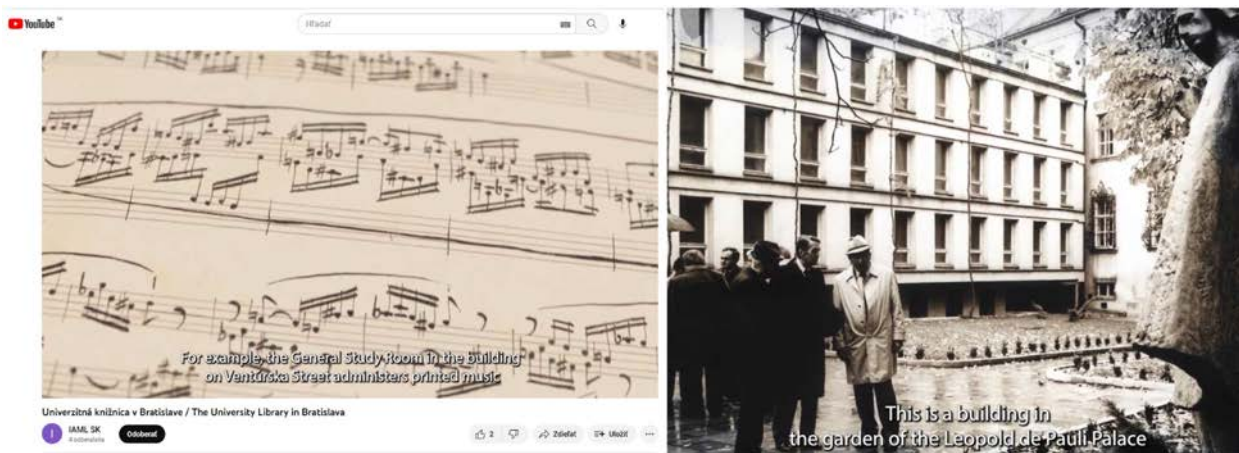 YouTube SK
Hľadať
For example, the General Study Room in the building
on Ventúrska Street administers printed music
Univerzitná knižnica v Bratislave / The University Library in Bratislava
J
IAML SK
Odoberať
2
Zdieľať
Uložiť
This is a building in
the garden of the Leopold de Pauli Palace